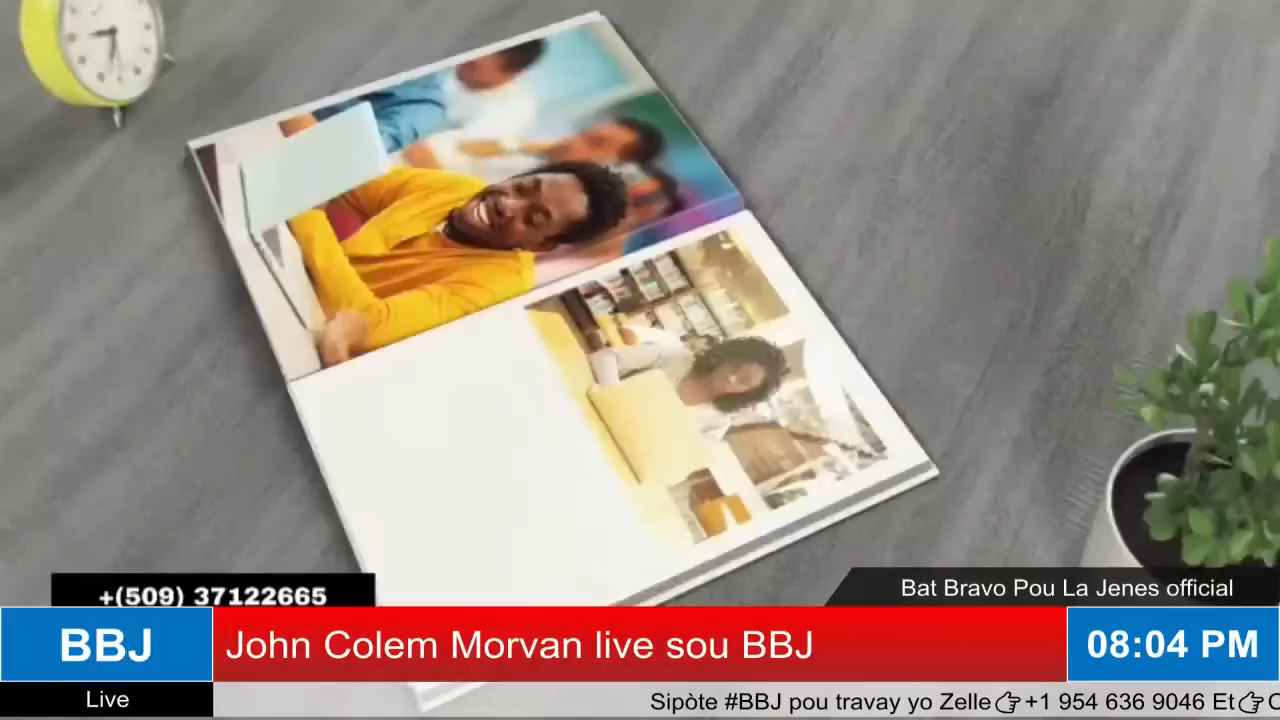 +(509) 37122665
Bat Bravo Pou La Jenes official
BBJ
John Colem Morvan live sou BBJ
08:04 PM
Live
Sipòte #BBJ pou travay yo Zelle👉+1 954 636 9046 Et👉